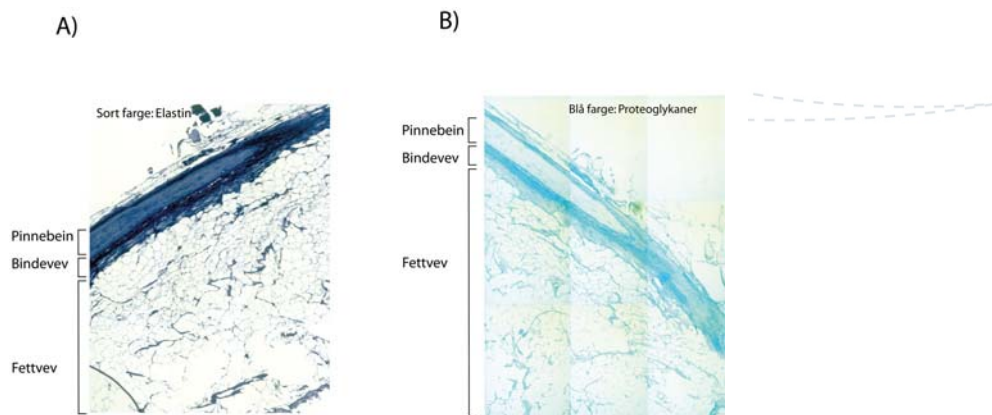 A)
Sort farge: Elastin
Pinnebein
Bindevev
Fettvev
B)
Blå farge: Proteoglykaner
Pinnebein
Bindevev
Fettvev